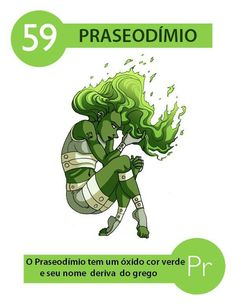 59 PRASEODÍMIO
O Praseodímio tem um óxido cor verde
e seu nome deriva do grego
Pr